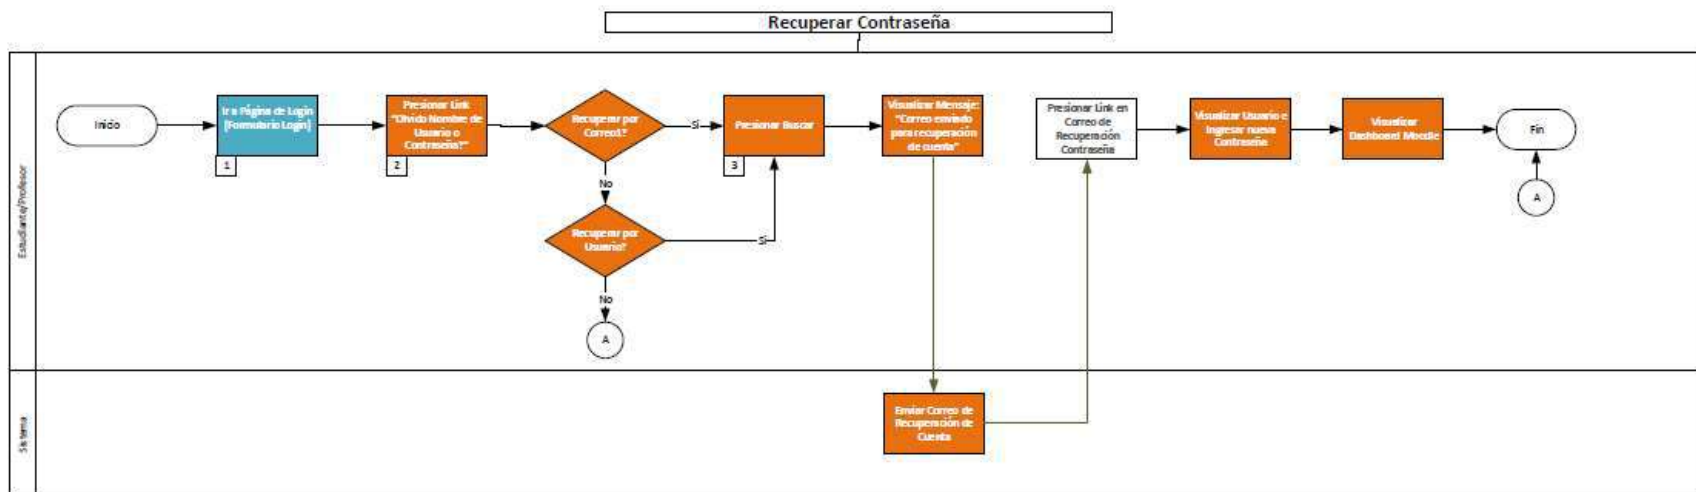 Recuperar Contraseña
Estudiante/Profesor
Inicio
Ir a Página de Login
(Formulario Login)
1
Presionar Link
"Olvido Nombre de
Usuario o
Contraseña?"
2
Recuperar por
Correo?
Si
No
Recuperar por
Usuario?
Si
No
A
Presionar Buscar
3
Visualizar Mensaje:
"Correo enviado
para recuperación
de cuenta"
Presionar Link en
Correo de
Recuperación
Contraseña
Visualizar Usuario e
Ingresar nueva
Contraseña
Visualizar
Dashboard Moodle
Fin
A
Sistema
Enviar Correo de
Recuperación de
Cuenta